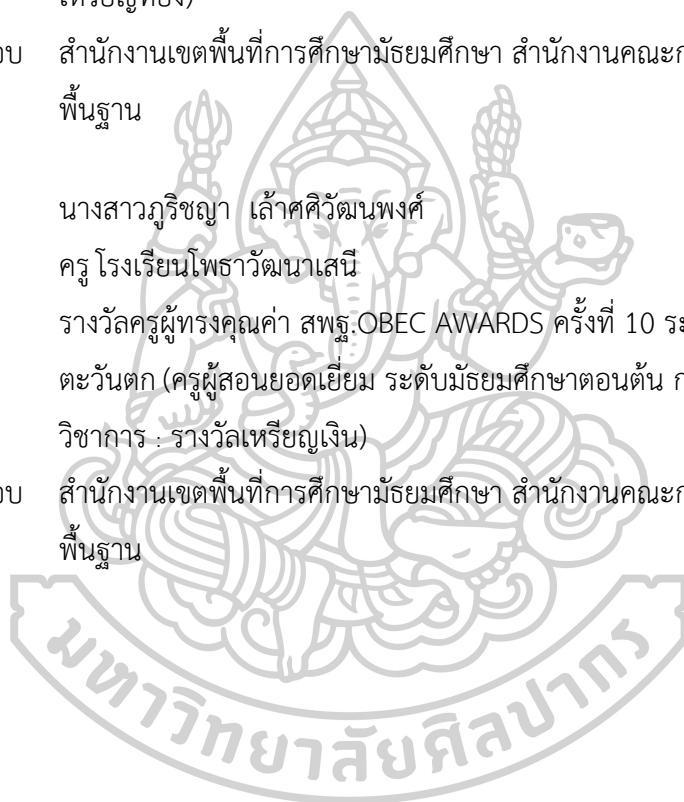 อบ สำนักงานเขตพื้นที่การศึกษามัธยมศึกษา สำนักงานคณะก
พื้นฐาน
นางสาวภูริชญา เล้าศศิวัฒนพงศ์
ครู โรงเรียนโพธาวัฒนาเสนี
รางวัลครูผู้ทรงคุณค่า สพฐ.OBEC AWARDS ครั้งที่ 10 ระ
ตะวันตก (ครูผู้สอนยอดเยี่ยม ระดับมัธยมศึกษาตอนต้น ก
วิชาการ : รางวัลเหรียญเงิน)
อบ สำนักงานเขตพื้นที่การศึกษามัธยมศึกษา สำนักงานคณะก
พื้นฐาน
มหาวิทยาลัยศิลปากร